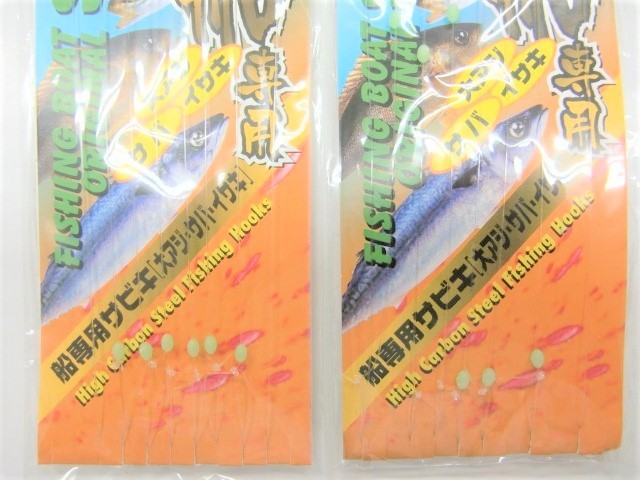 FISHING BOAT
ORIGINAL S
専用
大アジ
サバ
イサキ
船専用サビキ[大アジ・サバ・イサキ]
High Carbon Steel Fishing Hooks
FISHING BOAT
ORIGINAL
専用
大アジ
サバ
イサキ
船専用サビキ[大アジ・サバ・イサ
High Carbon Steel Fishing Hooks